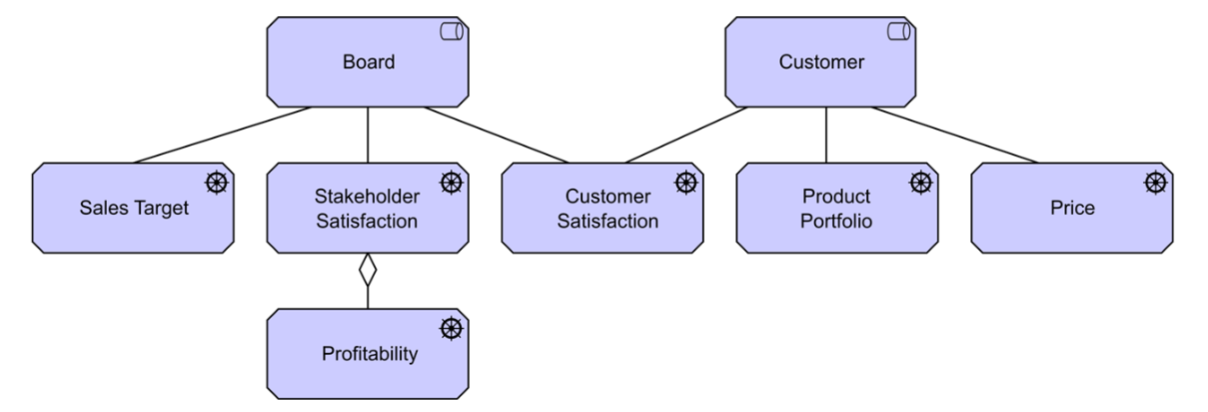 Board
Customer
Sales Target
Stakeholder
Satisfaction
Customer
Satisfaction
Product
Portfolio
Price
Profitability